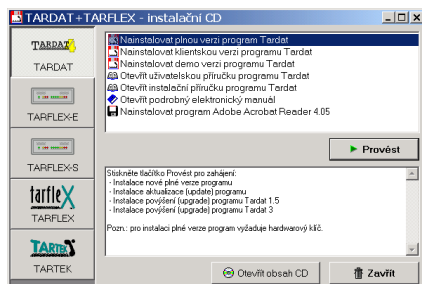 TARDAT+TARFLEX - instalační CD
TARDAT
TARDAT
TARFLEX-E
TARFLEX-S
tarfleX
TARFLEX
TARTEK
TARTEK
Nainstalovat plnou verzi program Tardat
Nainstalovat klientskou verzi programu Tardat
Nainstalovat demo verzi programu Tardat
Otevřít uživatelskou příručku programu Tardat
Otevřít instalační příručku programu Tardat
Otevřít podrobný elektronický manuál
Nainstalovat program Adobe Acrobat Reader 4.05
Provést
Stiskněte tlačítko Provést pro zahájení:
- Instalace nové plné verze programu
- Instalace aktualizace (update) programu
- Instalace povýšení (upgrade) programu Tardat 1.5
- Instalace povýšení (upgrade) programu Tardat 3
Pozn.: pro instalaci plné verze program vyžaduje hardwarový klíč.
Otevřít obsah CD
Zavřít